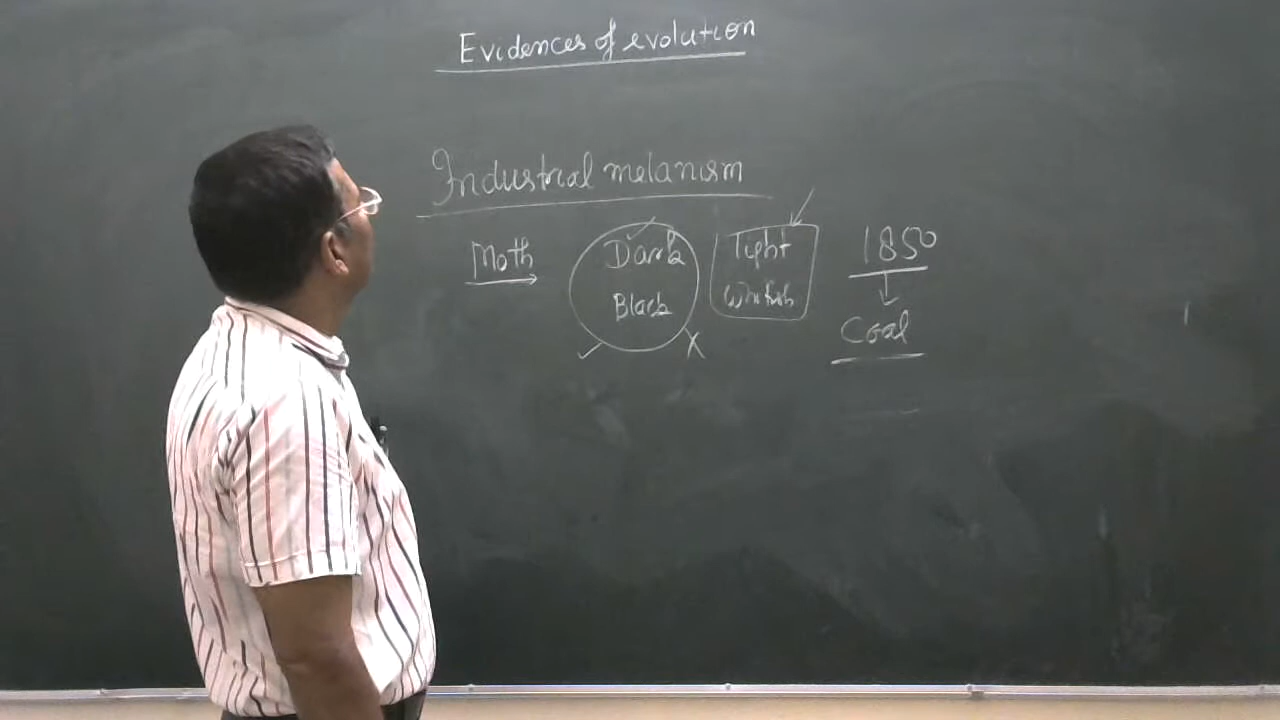 Evidences of evolution
Industrial melanism
Moth Dark Light 1850
Black Whitish
Coal